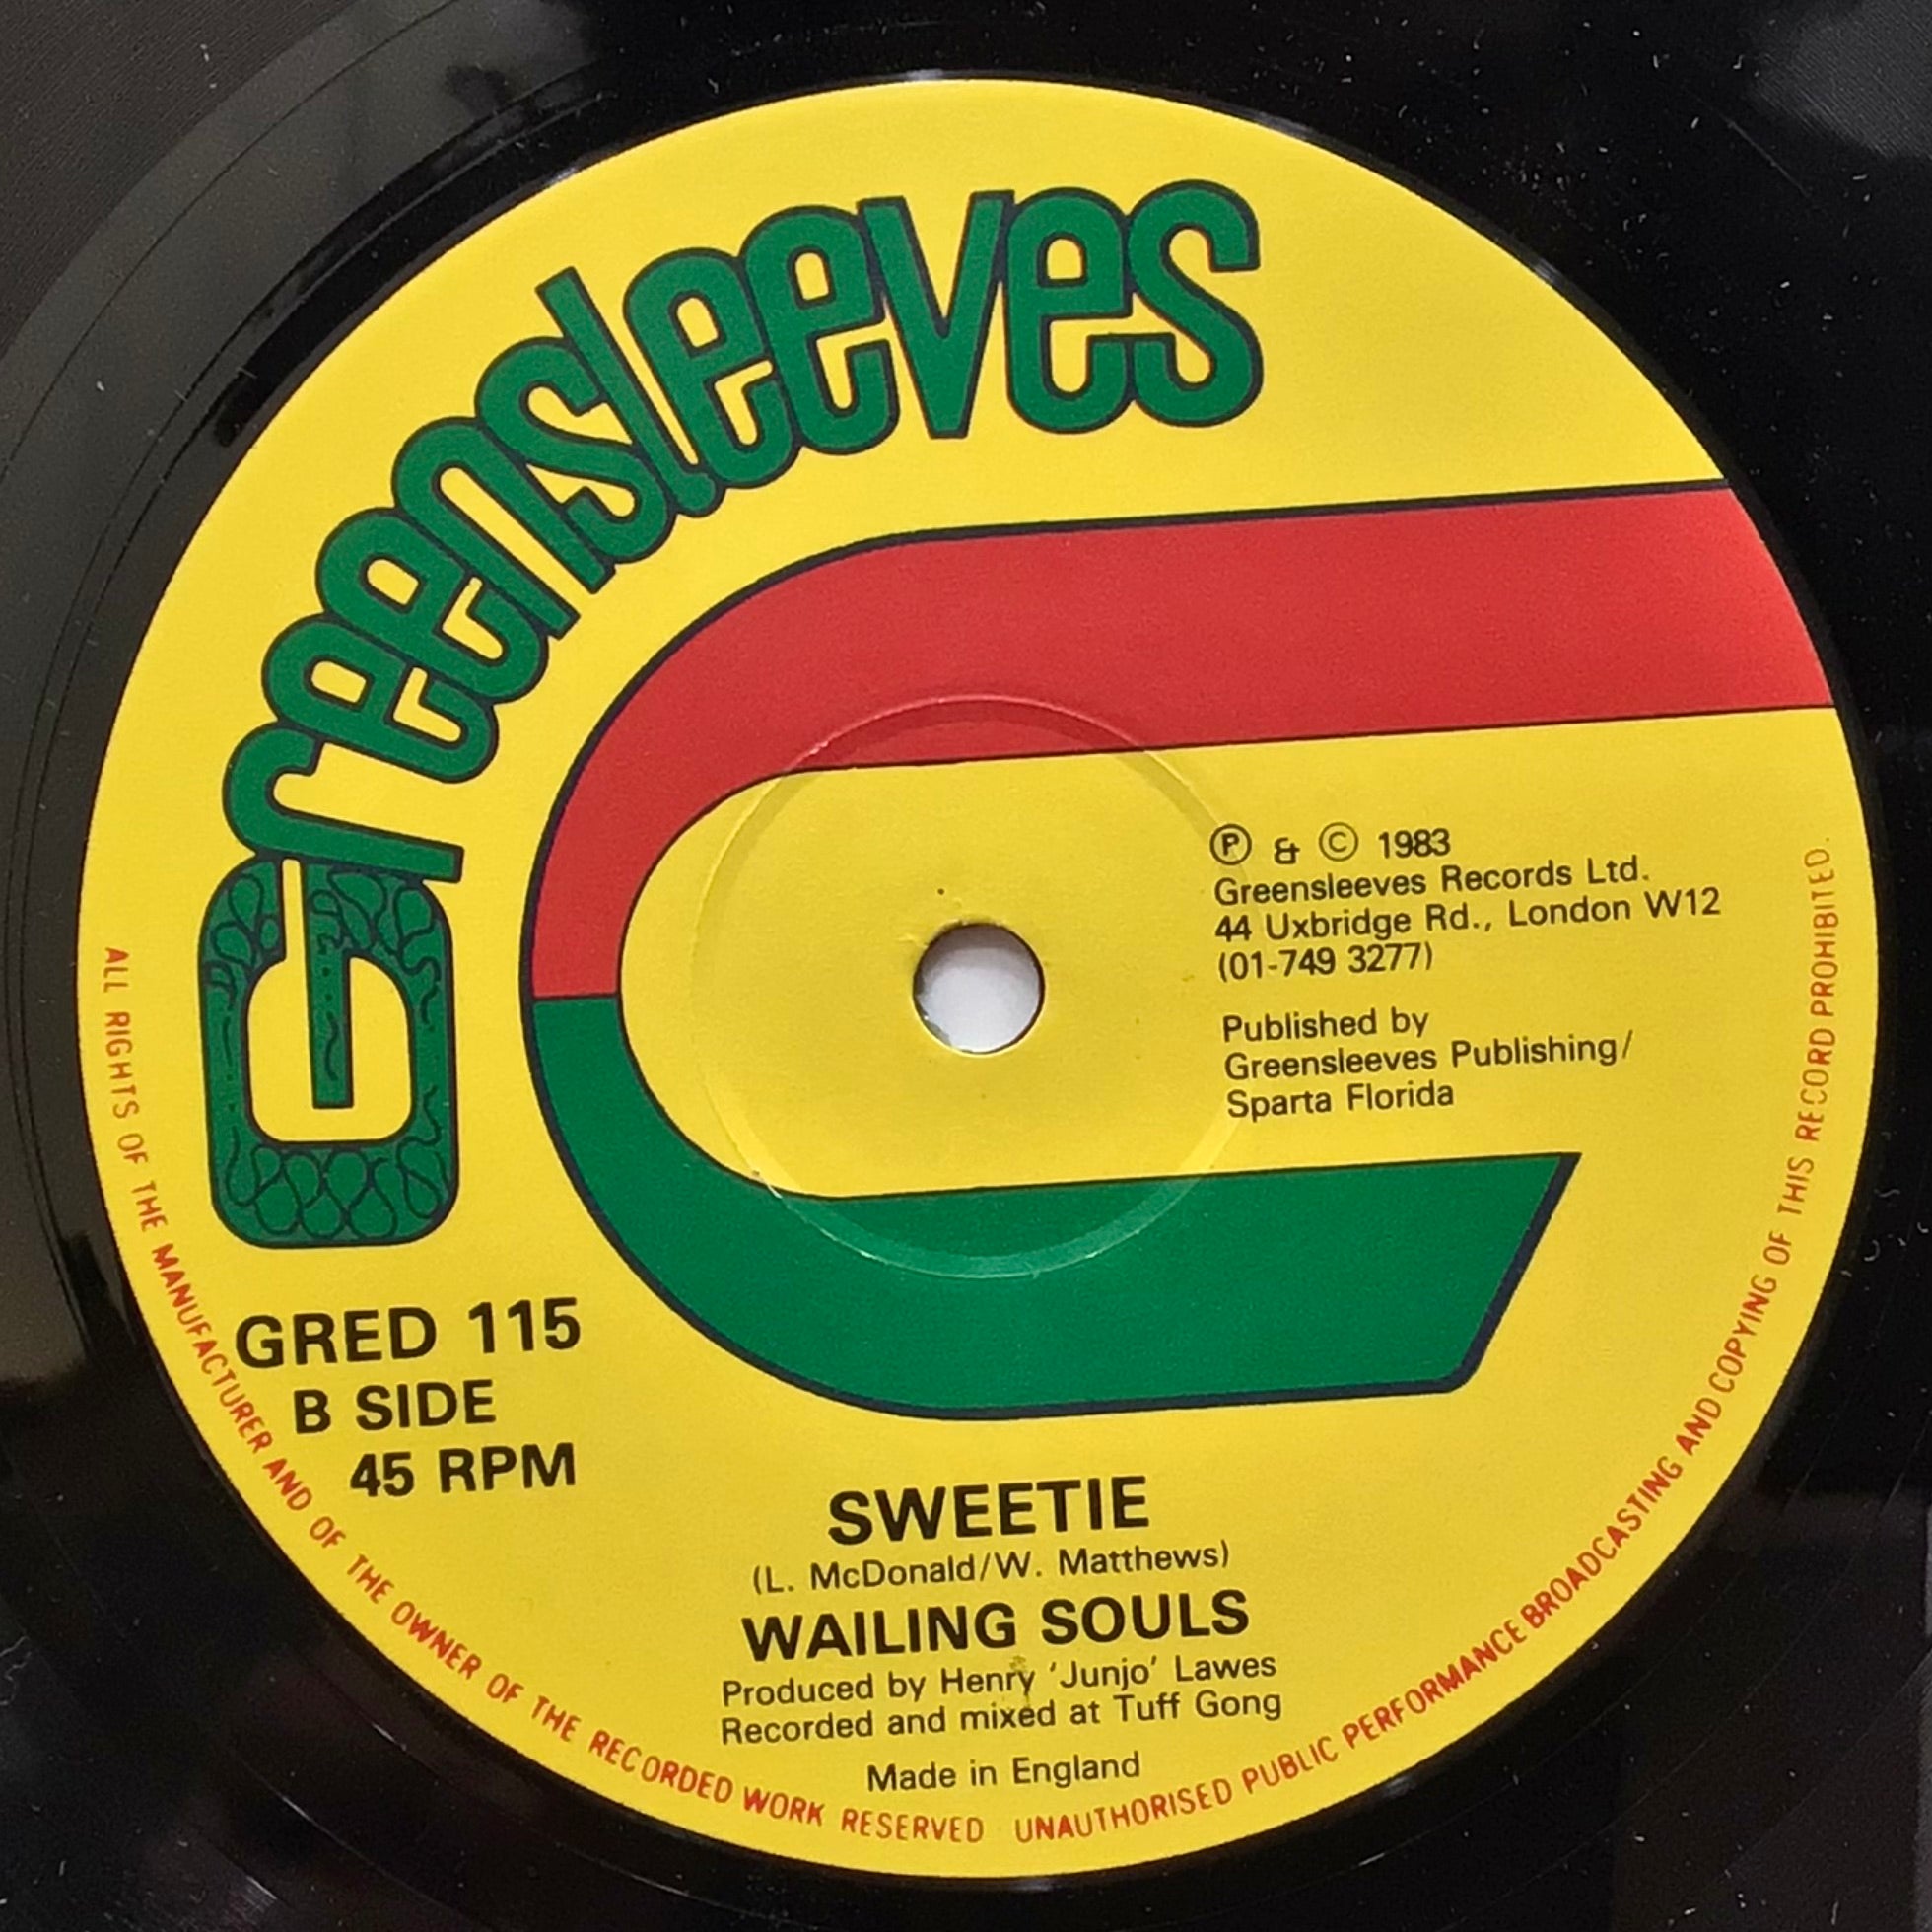 Greensleeves
Ⓟ & © 1983
Greensleeves Records Ltd.
44 Uxbridge Rd., London W12
(01-749 3277)
Published by
Greensleeves Publishing/
Sparta Florida
GRED 115
B SIDE
45 RPM
SWEETIE
(L. McDonald/W. Matthews)
WAILING SOULS
Produced by Henry 'Junjo' Lawes
Recorded and mixed at Tuff Gong
Made in England
ALL RIGHTS OF THE MANUFACTURER AND OF THE OWNER OF THE RECORDED WORK RESERVED UNAUTHORISED PUBLIC PERFORMANCE BROADCASTING AND COPYING OF THIS RECORD PROHIBITED.